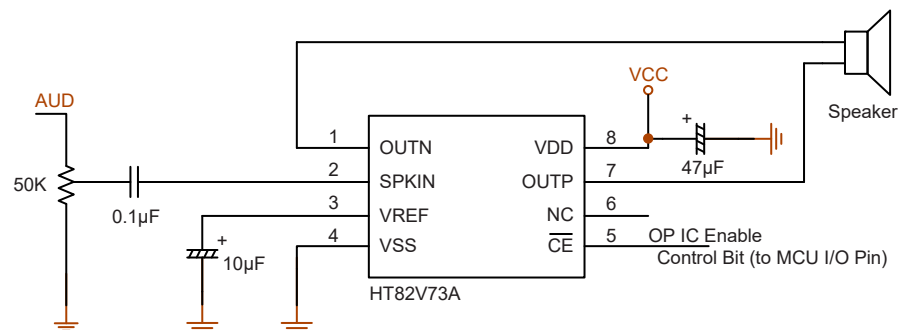 VCC
Speaker
AUD
+
47µF
1 OUTN VDD 8
50K
0.1µF
2 SPKIN OUTP 7
3 VREF NC 6
+
10µF
4 VSS C̅E̅ 5
OP IC Enable
Control Bit (to MCU I/O Pin)
HT82V73A